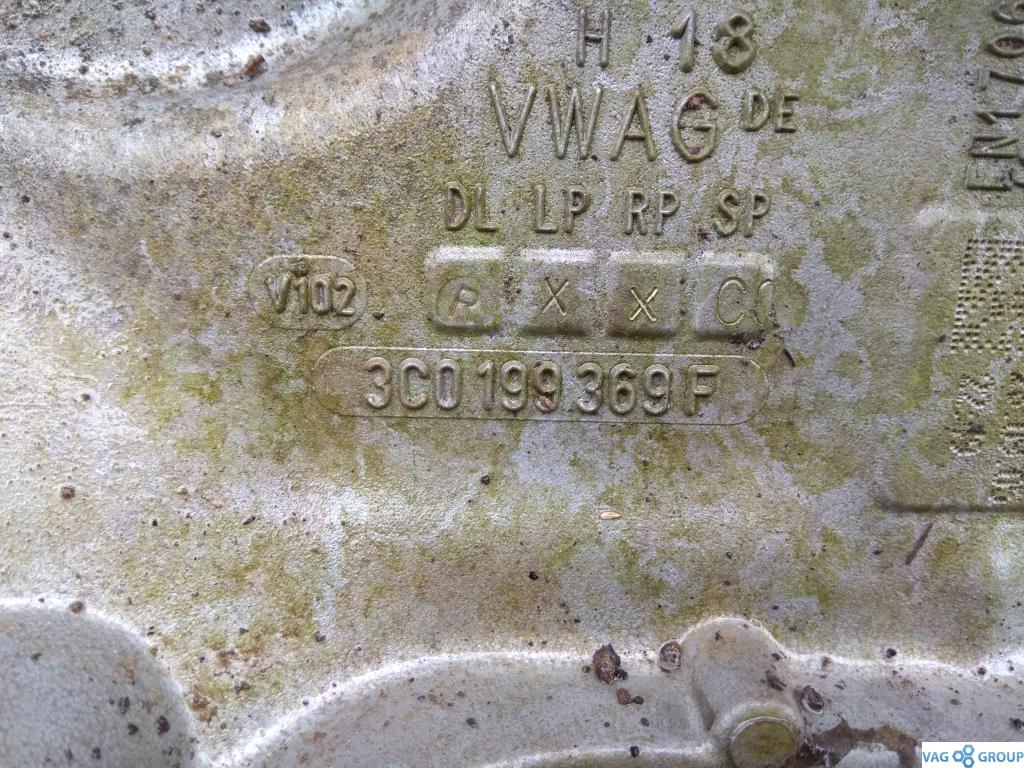 H 18
VWAG DE
DL LP RP SP
V102 R X X
3C0 199 369 F
VAG GROUP